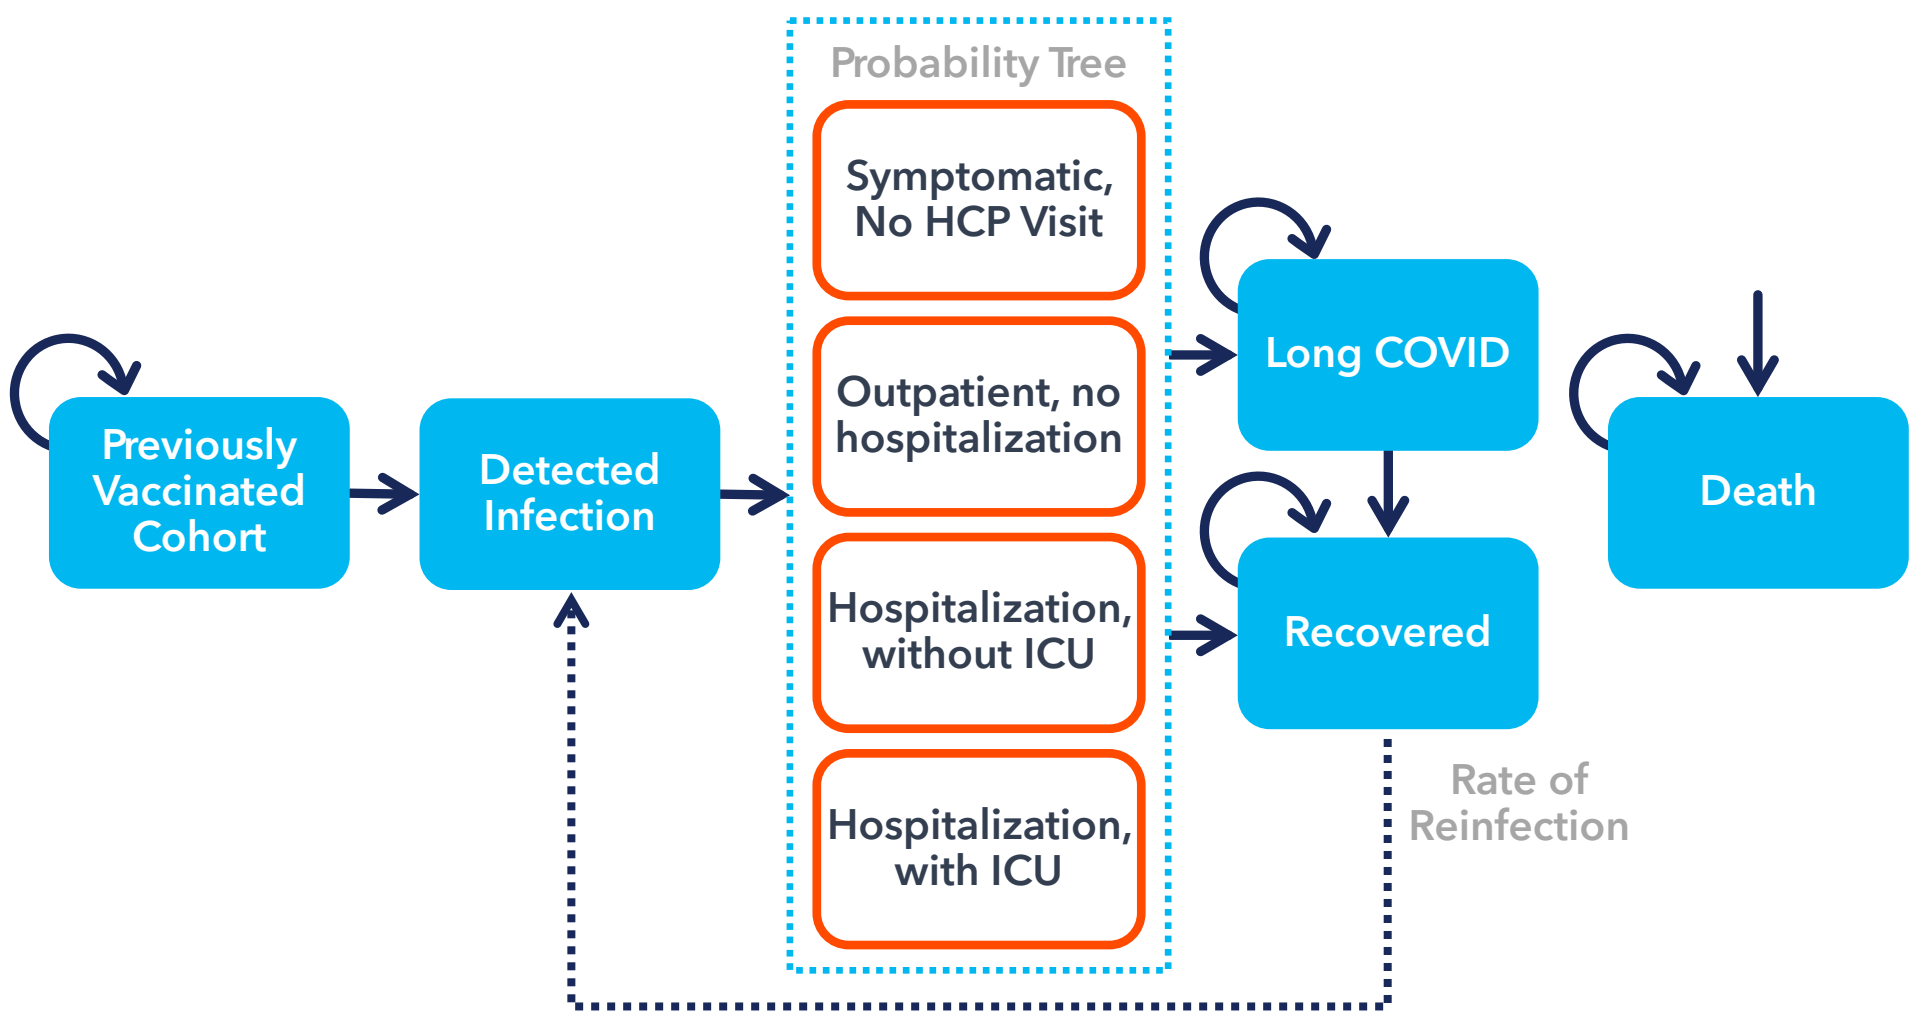 Probability Tree
Symptomatic,
No HCP Visit
Outpatient, no
hospitalization
Hospitalization,
without ICU
Hospitalization,
with ICU
Previously
Vaccinated
Cohort
Detected
Infection
Long COVID
Recovered
Death
Rate of
Reinfection